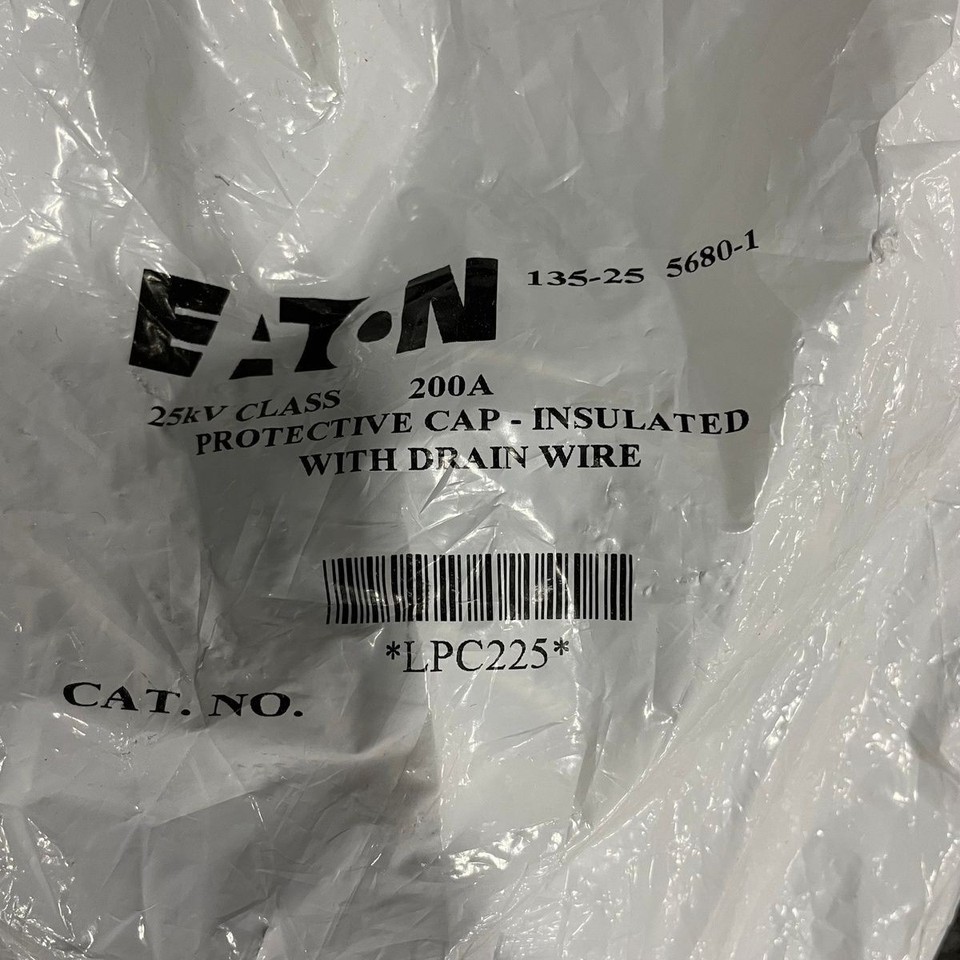 EATON 135-25 5680-1
25kV CLASS 200A
PROTECTIVE CAP - INSULATED
WITH DRAIN WIRE
*LPC225*
CAT. NO.